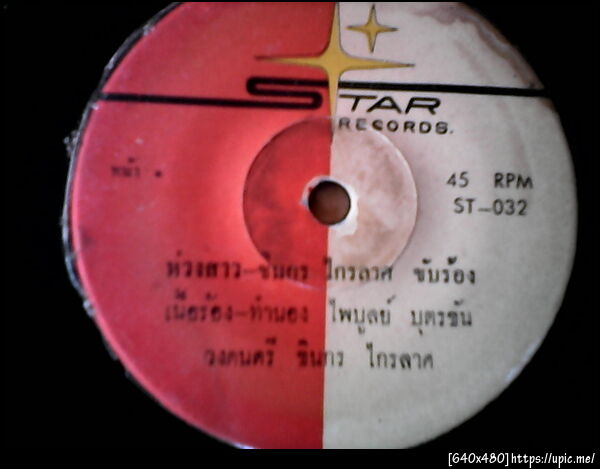 STAR
RECORDS.
หน้า
45 RPM
ST-032
ห่วงสาว-ชินกร ไกรลาศ ขับร้อง
เนื้อร้อง-ทำนอง ไพบูลย์ บุตรขัน
วงดนตรี ชินกร ไกรลาศ
[640x480]https://upic.me/